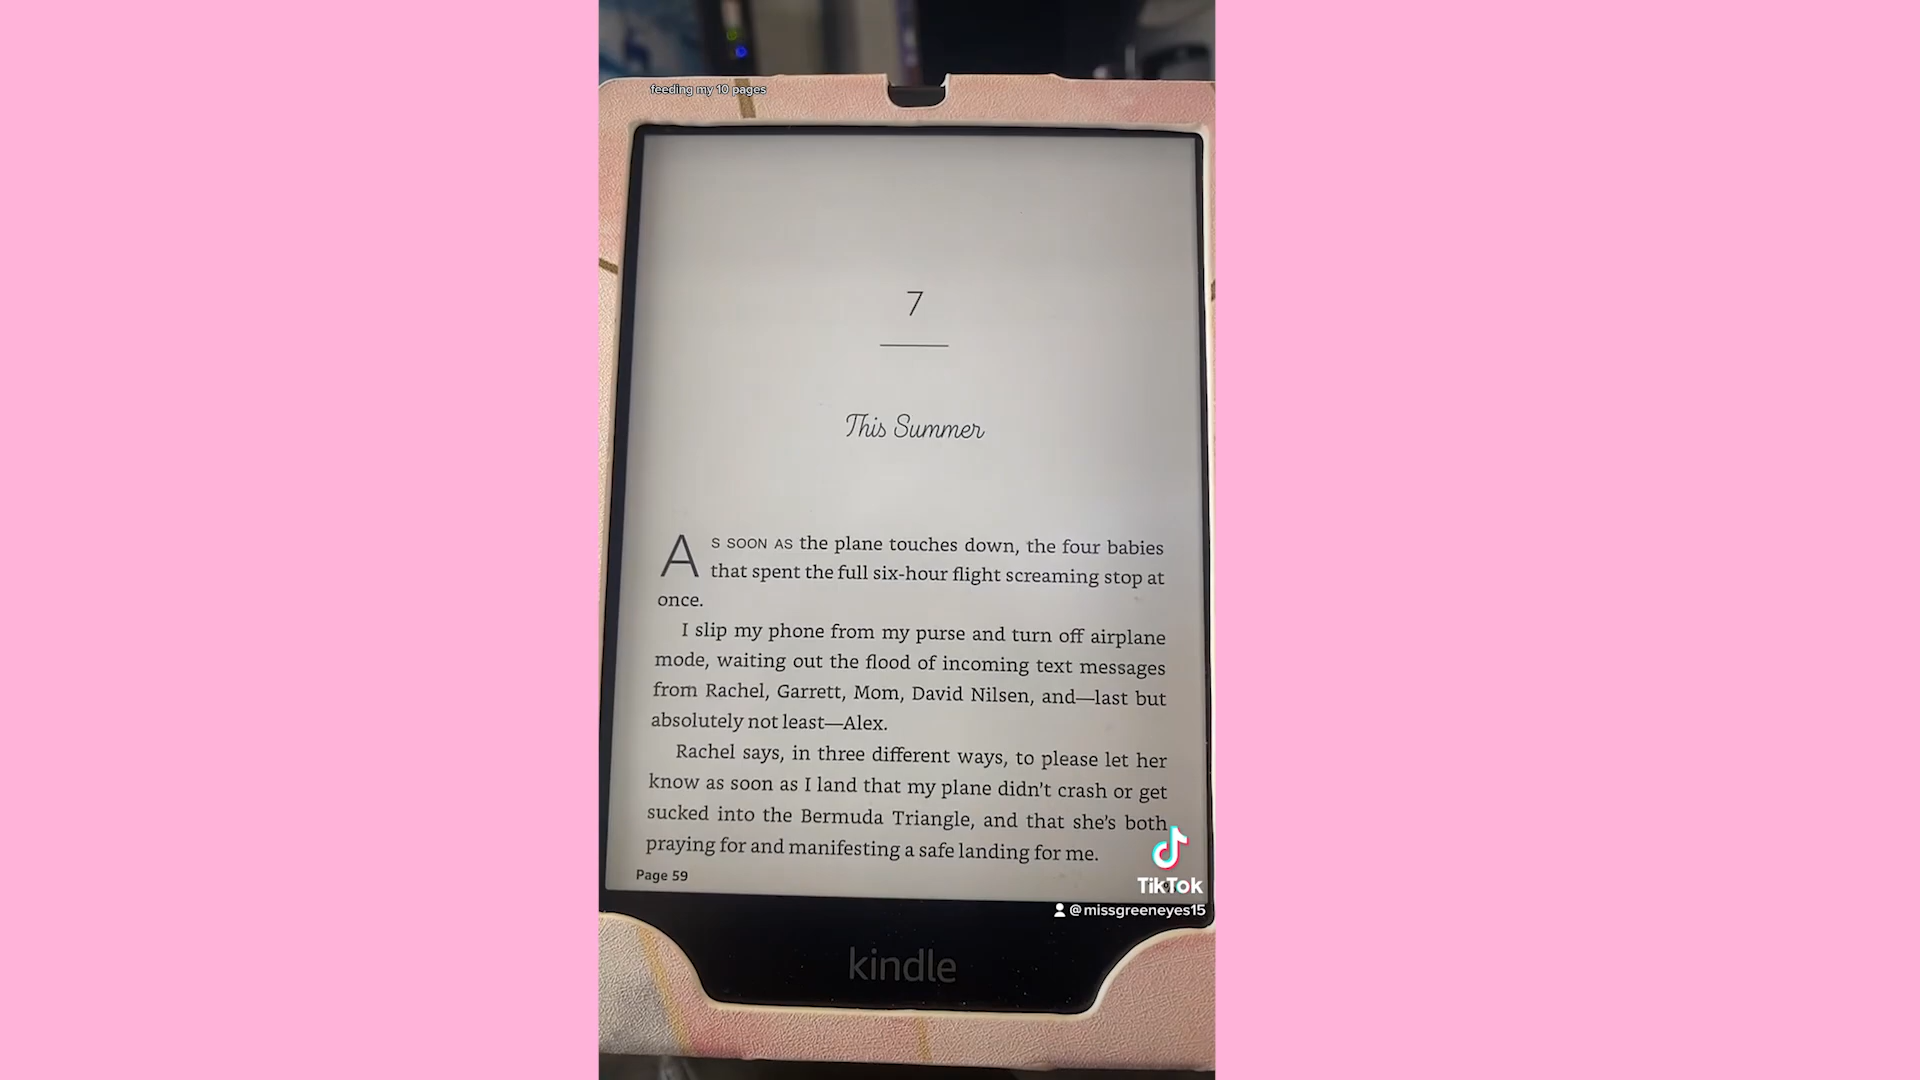 feeding my 10 pages
7
This Summer
AS SOON AS the plane touches down, the four babies
that spent the full six-hour flight screaming stop at
once.
I slip my phone from my purse and turn off airplane
mode, waiting out the flood of incoming text messages
from Rachel, Garrett, Mom, David Nilsen, and—last but
absolutely not least—Alex.
Rachel says, in three different ways, to please let her
know as soon as I land that my plane didn't crash or get
sucked into the Bermuda Triangle, and that she's both
praying for and manifesting a safe landing for me.
Page 59
TikTok
@missgreeneyes15
kindle